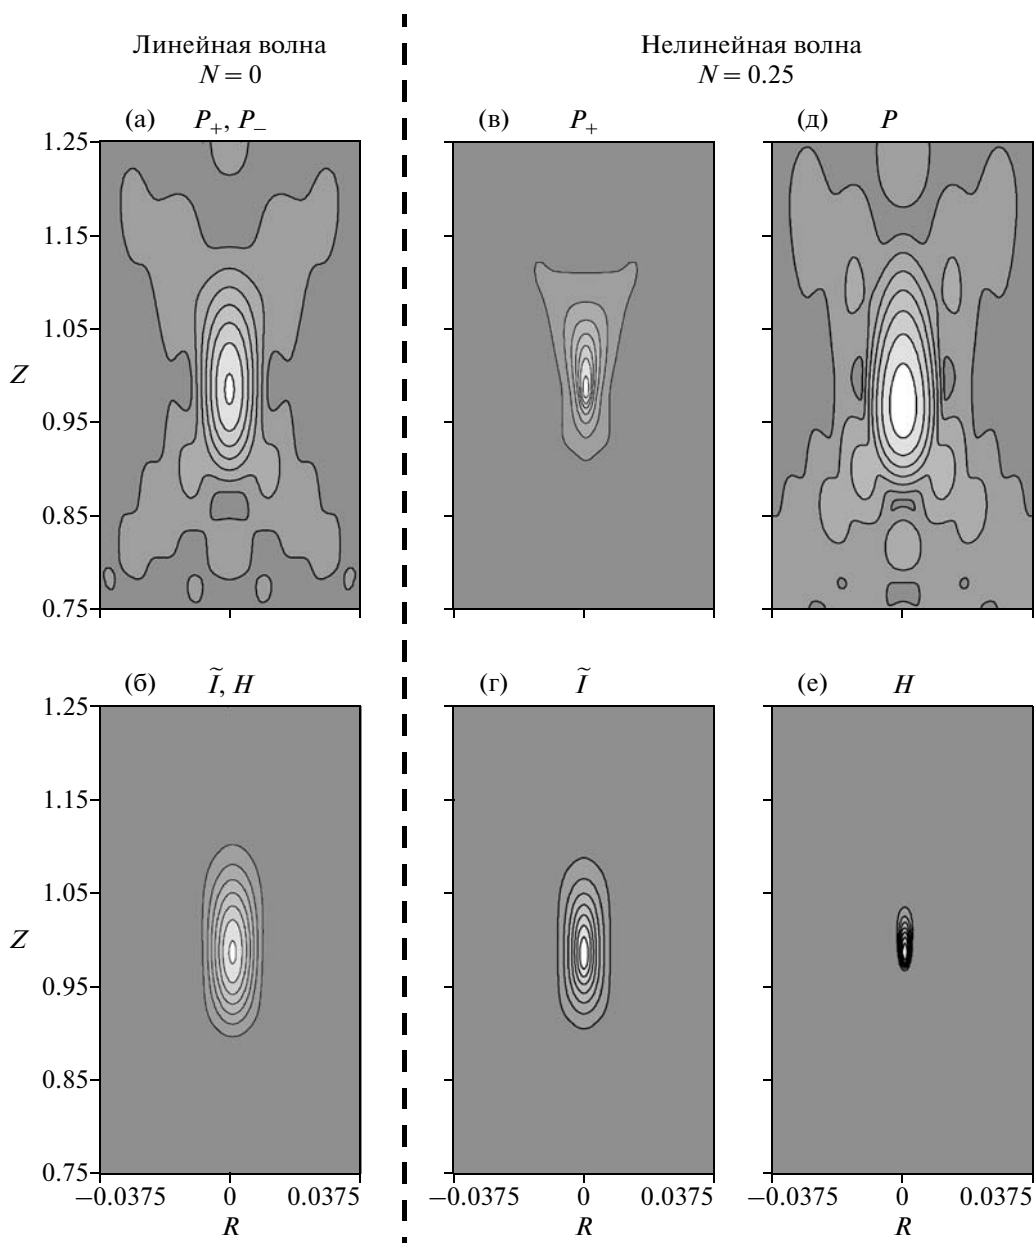 Линейная волна
N = 0
Нелинейная волна
N = 0.25
(а) P+, P−
(в) P+
(д) P
1.25
1.15
1.05
Z
0.95
0.85
0.75
(б) Ĩ, H
(г) Ĩ
(е) H
1.25
1.15
1.05
Z
0.95
0.85
0.75
−0.0375 0 0.0375
−0.0375 0 0.0375
−0.0375 0 0.0375
R
R
R